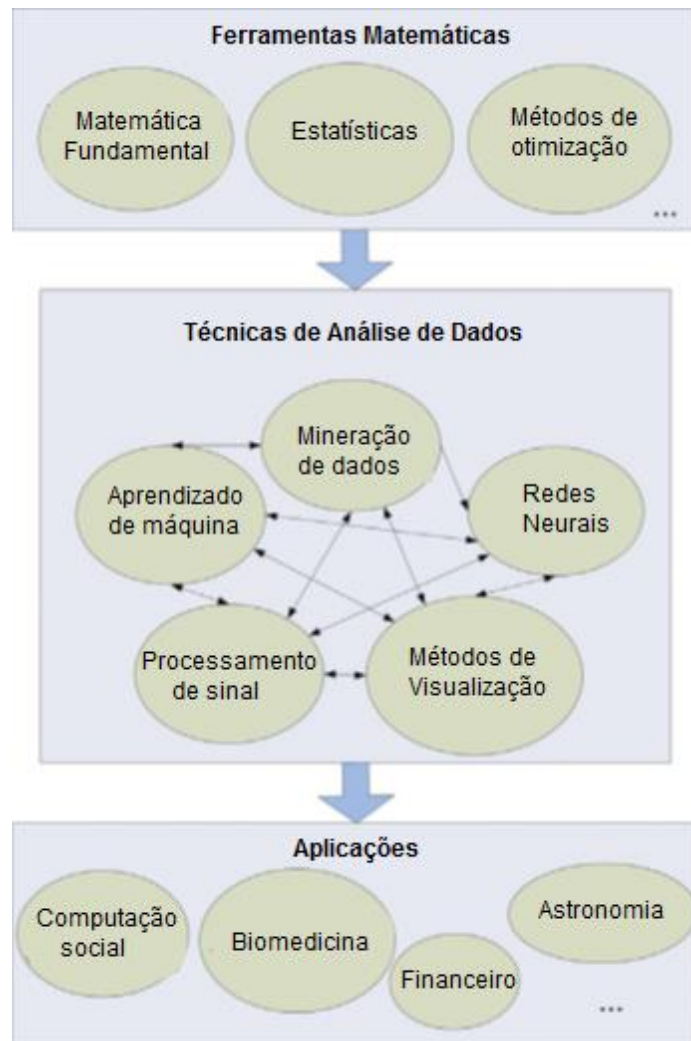 Ferramentas Matemáticas
Matemática
Fundamental
Estatísticas
Métodos de
otimização
...
Técnicas de Análise de Dados
Mineração
de dados
Aprendizado
de máquina
Redes
Neurais
Processamento
de sinal
Métodos de
Visualização
Aplicações
Computação
social
Biomedicina
Financeiro
Astronomia
...